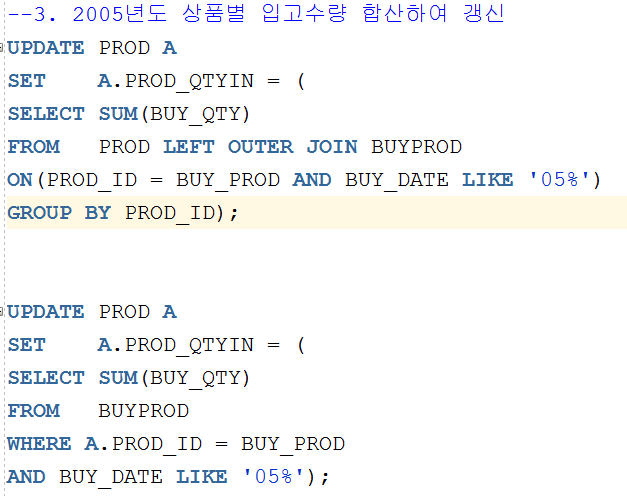 --3. 2005년도 상품별 입고수량 합산하여 갱신
UPDATE PROD A
SET    A.PROD_QTYIN = (
SELECT SUM(BUY_QTY)
FROM   PROD LEFT OUTER JOIN BUYPROD
ON(PROD_ID = BUY_PROD AND BUY_DATE LIKE '05%')
GROUP BY PROD_ID);
UPDATE PROD A
SET    A.PROD_QTYIN = (
SELECT SUM(BUY_QTY)
FROM   BUYPROD
WHERE A.PROD_ID = BUY_PROD
AND BUY_DATE LIKE '05%');